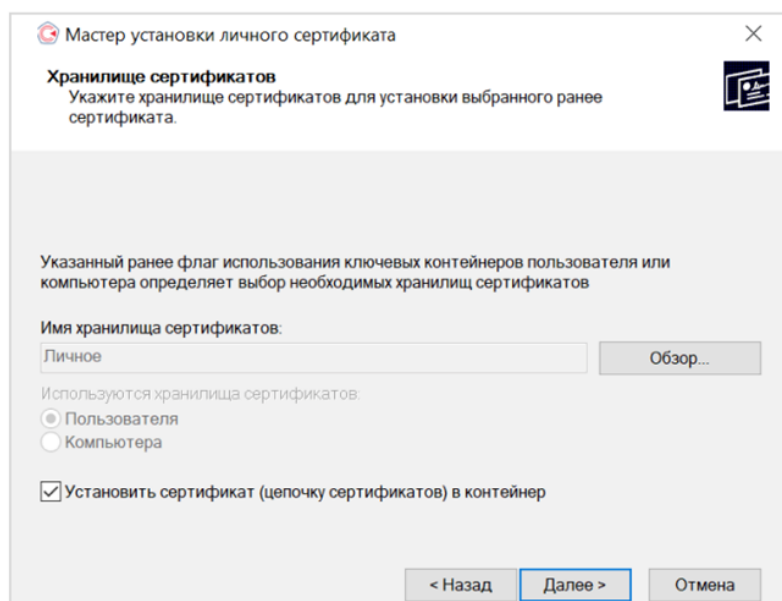 Мастер установки личного сертификата
Хранилище сертификатов
Укажите хранилище сертификатов для установки выбранного ранее
сертификата.
Указанный ранее флаг использования ключевых контейнеров пользователя или
компьютера определяет выбор необходимых хранилищ сертификатов
Имя хранилища сертификатов:
Личное
Обзор...
Используются хранилища сертификатов:
Пользователя
Компьютера
Установить сертификат (цепочку сертификатов) в контейнер
< Назад Далее > Отмена